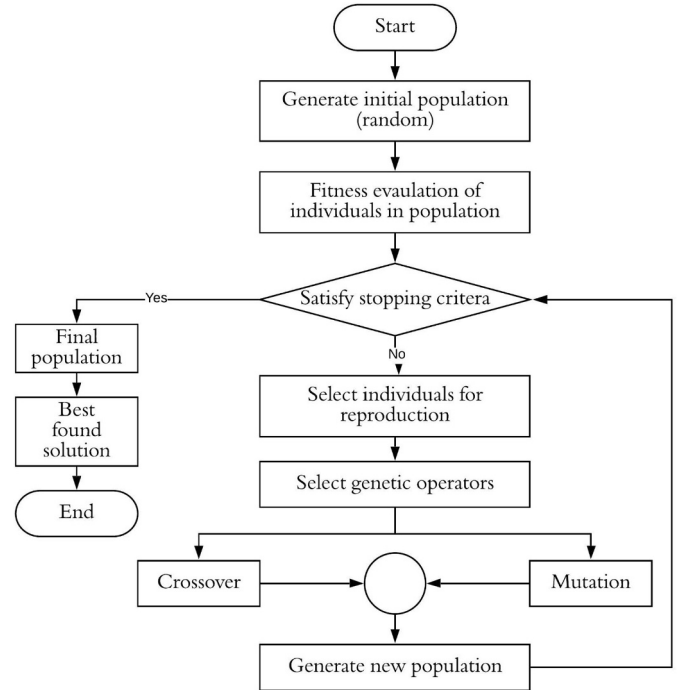 Start
Generate initial population
(random)
Fitness evaulation of
individuals in population
Satisfy stopping critera
Yes
No
Final
population
Best
found
solution
End
Select individuals for
reproduction
Select genetic operators
Crossover
Mutation
Generate new population